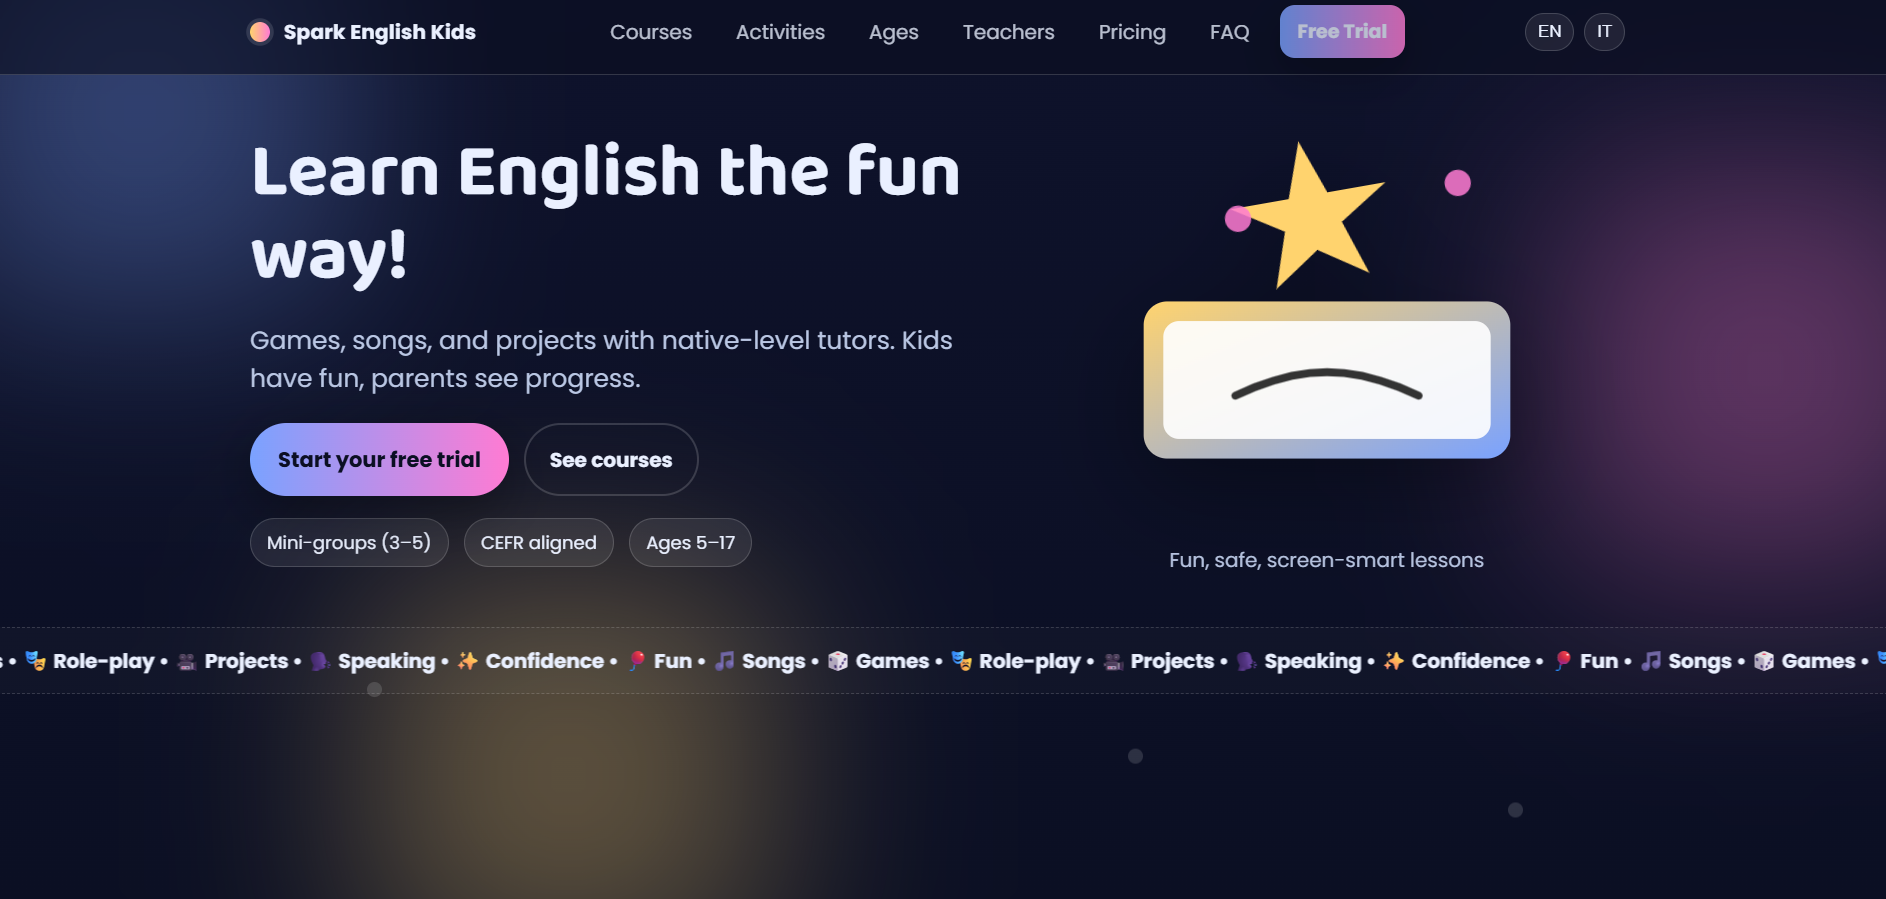 Spark English Kids
Courses
Activities
Ages
Teachers
Pricing
FAQ
Free Trial
EN
IT
Learn English the fun
way!
Games, songs, and projects with native-level tutors. Kids
have fun, parents see progress.
Start your free trial
See courses
Mini-groups (3–5)
CEFR aligned
Ages 5–17
Fun, safe, screen-smart lessons
s • 🎭 Role-play • 🎥 Projects • 🗣️ Speaking • ✨ Confidence • 🎈 Fun • 🎵 Songs • 🎲 Games • 🎭 Role-play • 🎥 Projects • 🗣️ Speaking • ✨ Confidence • 🎈 Fun • 🎵 Songs • 🎲 Games •